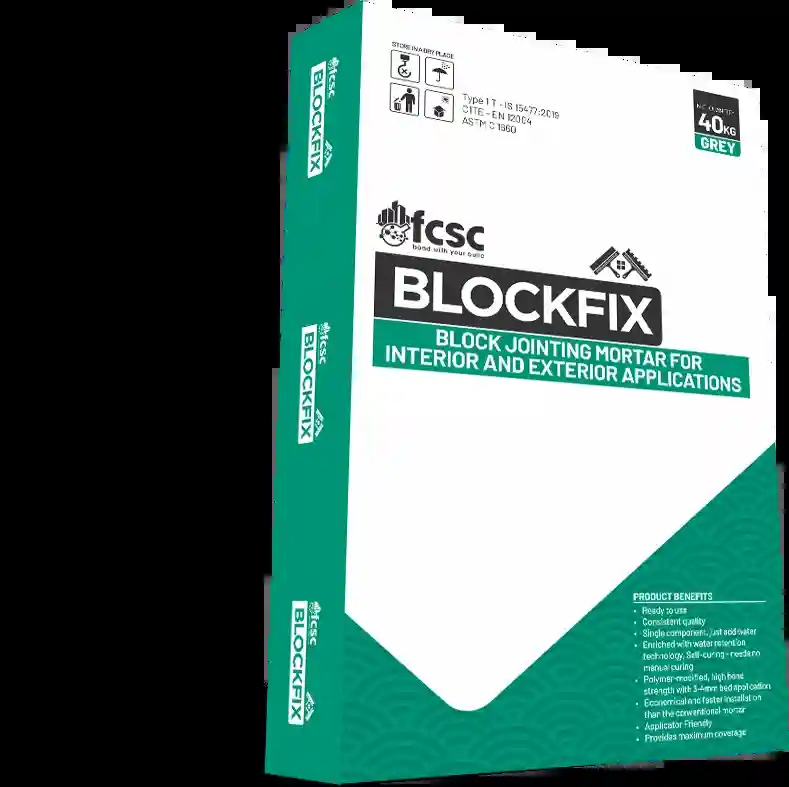 STORE IN A DRY PLACE
Type 1 T - IS 15477:2019
C1TE - EN 12004
ASTM C 1660
40KG
GREY
fcsc
bond with your build
BLOCKFIX
BLOCK JOINTING MORTAR FOR
INTERIOR AND EXTERIOR APPLICATIONS
PRODUCT BENEFITS
• Ready to use
• Consistent quality
• Single component, just add water
• Enriched with water retention
technology, Self-curing - needs no
manual curing
• Polymer-modified, high bond
strength with 3-4mm bed application
• Economical and faster installation
than the conventional mortar
• Applicator Friendly
• Provides maximum coverage
fcsc
BLOCKFIX
fcsc
BLOCKFIX
fcsc
BLOCKFIX